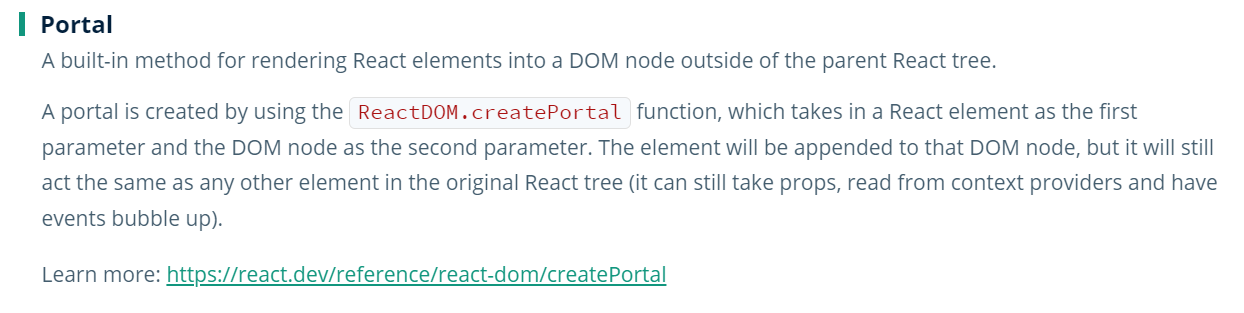 Portal
A built-in method for rendering React elements into a DOM node outside of the parent React tree.
A portal is created by using the ReactDOM.createPortal function, which takes in a React element as the first
parameter and the DOM node as the second parameter. The element will be appended to that DOM node, but it will still
act the same as any other element in the original React tree (it can still take props, read from context providers and have
events bubble up).
Learn more: https://react.dev/reference/react-dom/createPortal